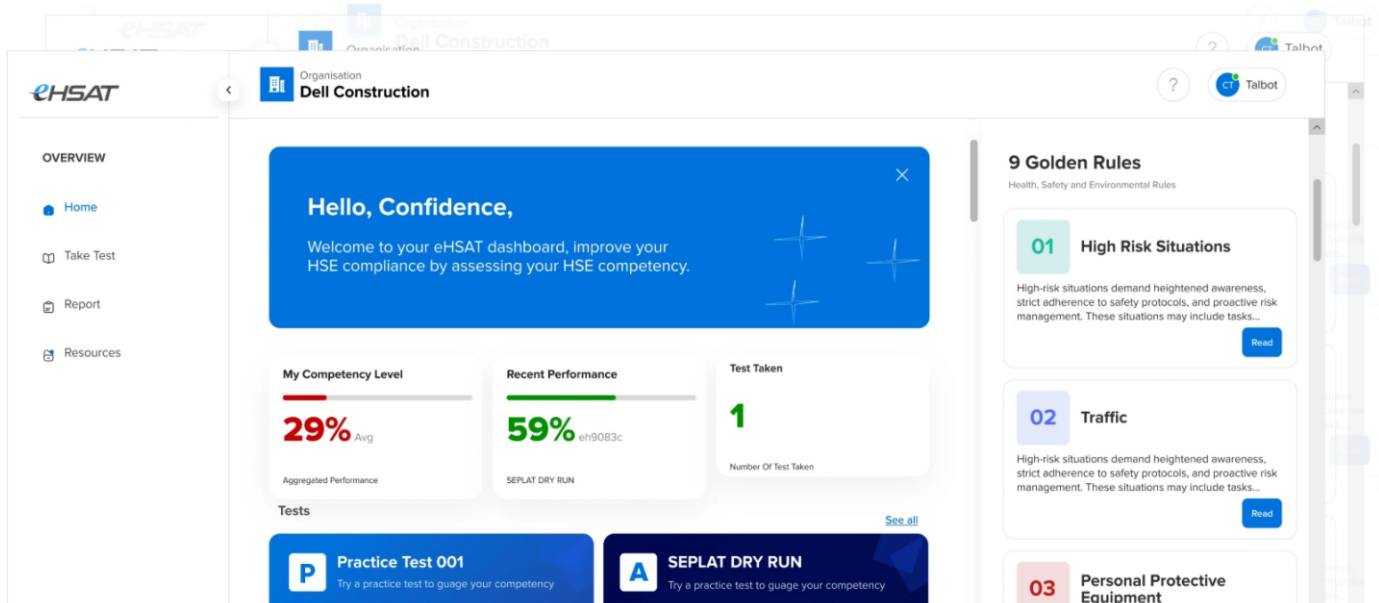 eHSAT
Organisation
Dell Construction
Talbot
eHSAT
Organisation
Dell Construction
?
CT
Talbot
OVERVIEW
Home
Take Test
Report
Resources
Hello, Confidence,
Welcome to your eHSAT dashboard, improve your
HSE compliance by assessing your HSE competency.
My Competency Level
29% Avg
Aggregated Performance
Recent Performance
59% eh9083c
SEPLAT DRY RUN
Test Taken
1
Number Of Test Taken
Tests
See all
P
Practice Test 001
Try a practice test to guage your competency
A
SEPLAT DRY RUN
Try a practice test to guage your competency
9 Golden Rules
Health, Safety and Environmental Rules
01
High Risk Situations
High-risk situations demand heightened awareness,
strict adherence to safety protocols, and proactive risk
management. These situations may include tasks...
Read
02
Traffic
High-risk situations demand heightened awareness,
strict adherence to safety protocols, and proactive risk
management. These situations may include tasks...
Read
03
Personal Protective
Equipment